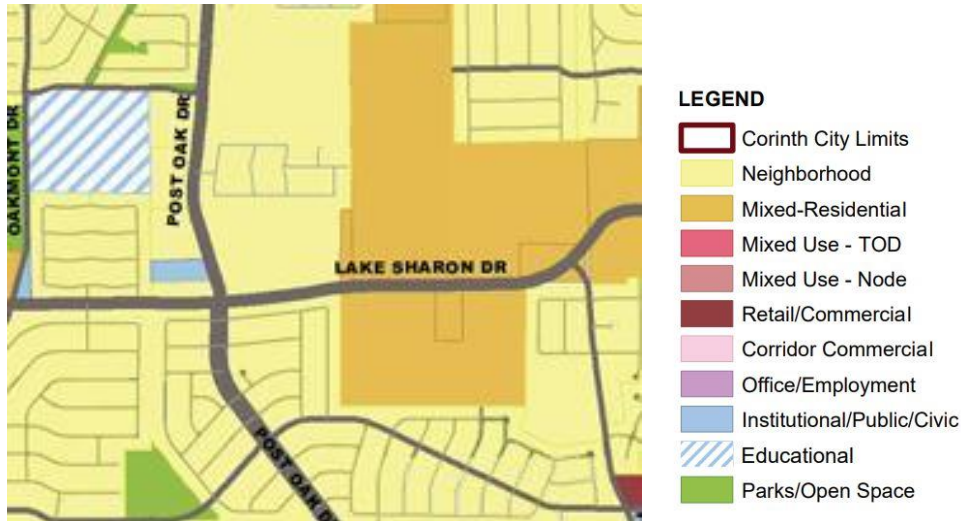 OAKMONT DR
POST OAK DR
LAKE SHARON DR
POST OAK D
LEGEND
Corinth City Limits
Neighborhood
Mixed-Residential
Mixed Use - TOD
Mixed Use - Node
Retail/Commercial
Corridor Commercial
Office/Employment
Institutional/Public/Civic
Educational
Parks/Open Space